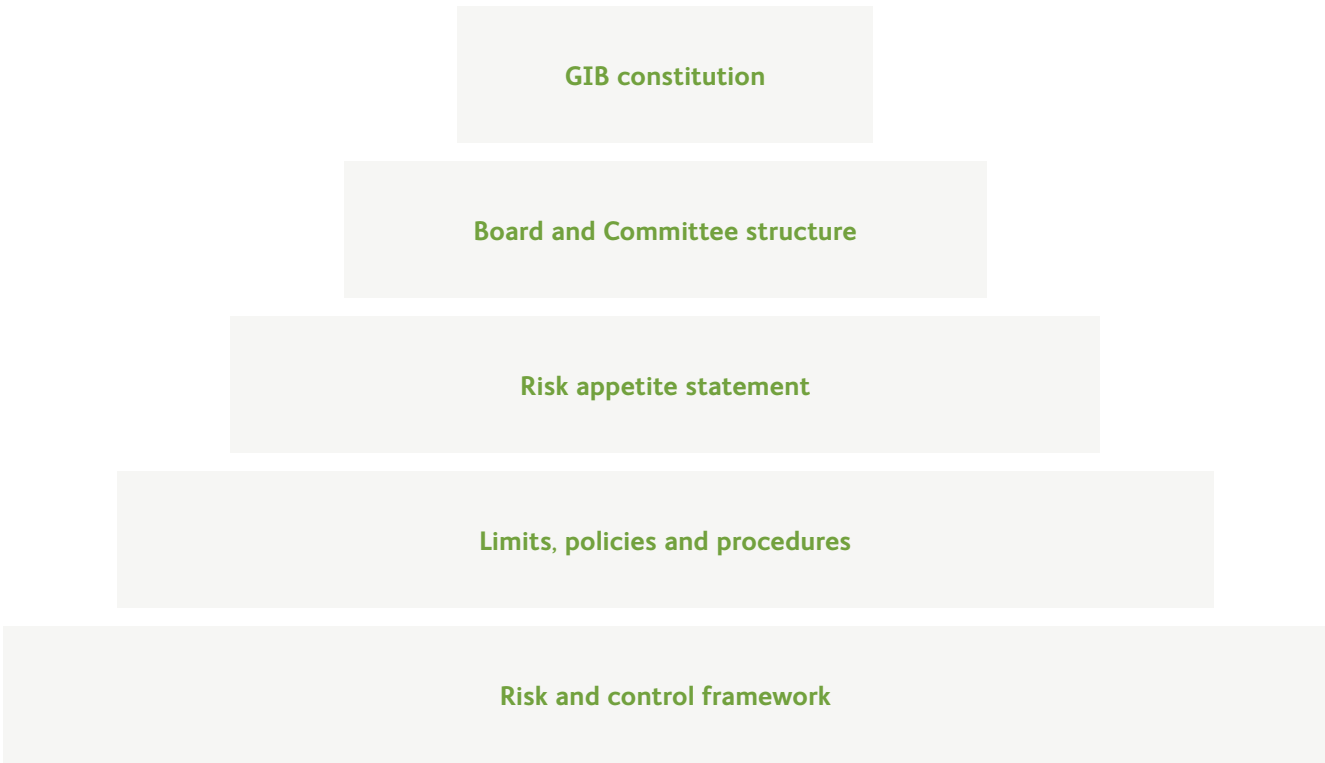 GIB constitution
Board and Committee structure
Risk appetite statement
Limits, policies and procedures
Risk and control framework